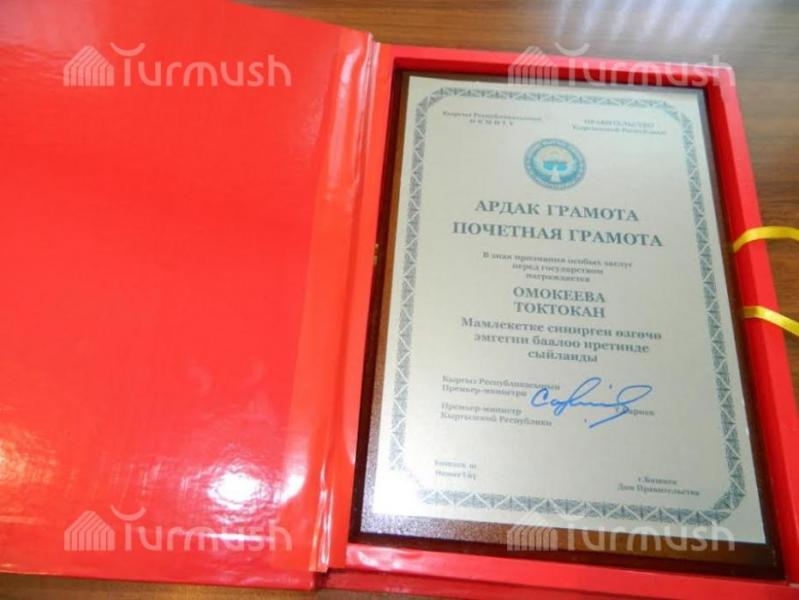 Turmush
Turmush
Кыргыз Республикасынын
ӨКМӨТҮ
ПРАВИТЕЛЬСТВО
Кыргызской Республики
АРДАК ГРАМОТА
ПОЧЕТНАЯ ГРАМОТА
В знак признания особых заслуг
перед государством
награждается
ОМОКЕЕВА
ТОКТОКАН
Мамлекетке сиңирген өзгөчө
эмгегин баалоо иретинде
сыйланды
Кыргыз Республикасынын
Премьер-министри
Премьер-министр
Кыргызской Республики
Бишкек ш
Өкмөт үйү
г.Бишкек
Дом Правительства
Turmush
Turmush